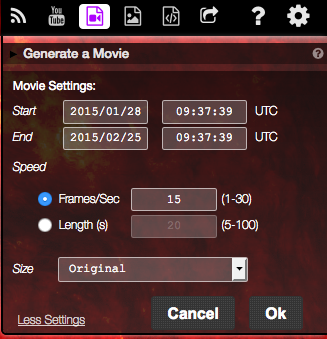 You
Tube
?
Generate a Movie ?
Movie Settings:
Start 2015/01/28 09:37:39 UTC
End 2015/02/25 09:37:39 UTC
Speed
Frames/Sec 15 (1-30)
Length (s) 20 (5-100)
Size Original
Less Settings Cancel Ok